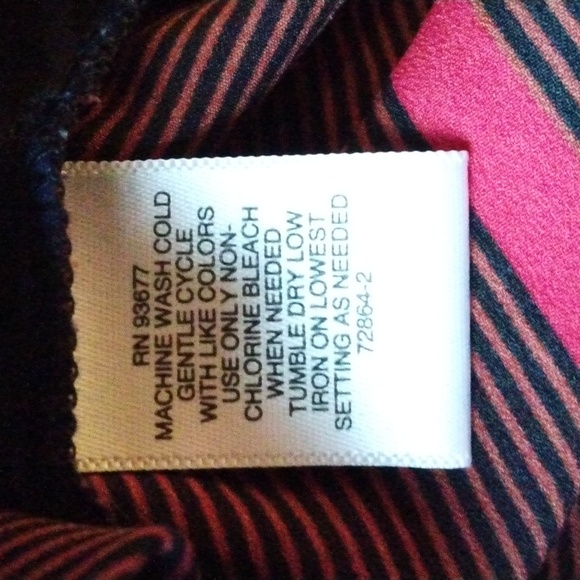 RN 93677
MACHINE WASH COLD
GENTLE CYCLE
WITH LIKE COLORS
USE ONLY NON-
CHLORINE BLEACH
WHEN NEEDED
TUMBLE DRY LOW
IRON ON LOWEST
SETTING AS NEEDED
72864-2